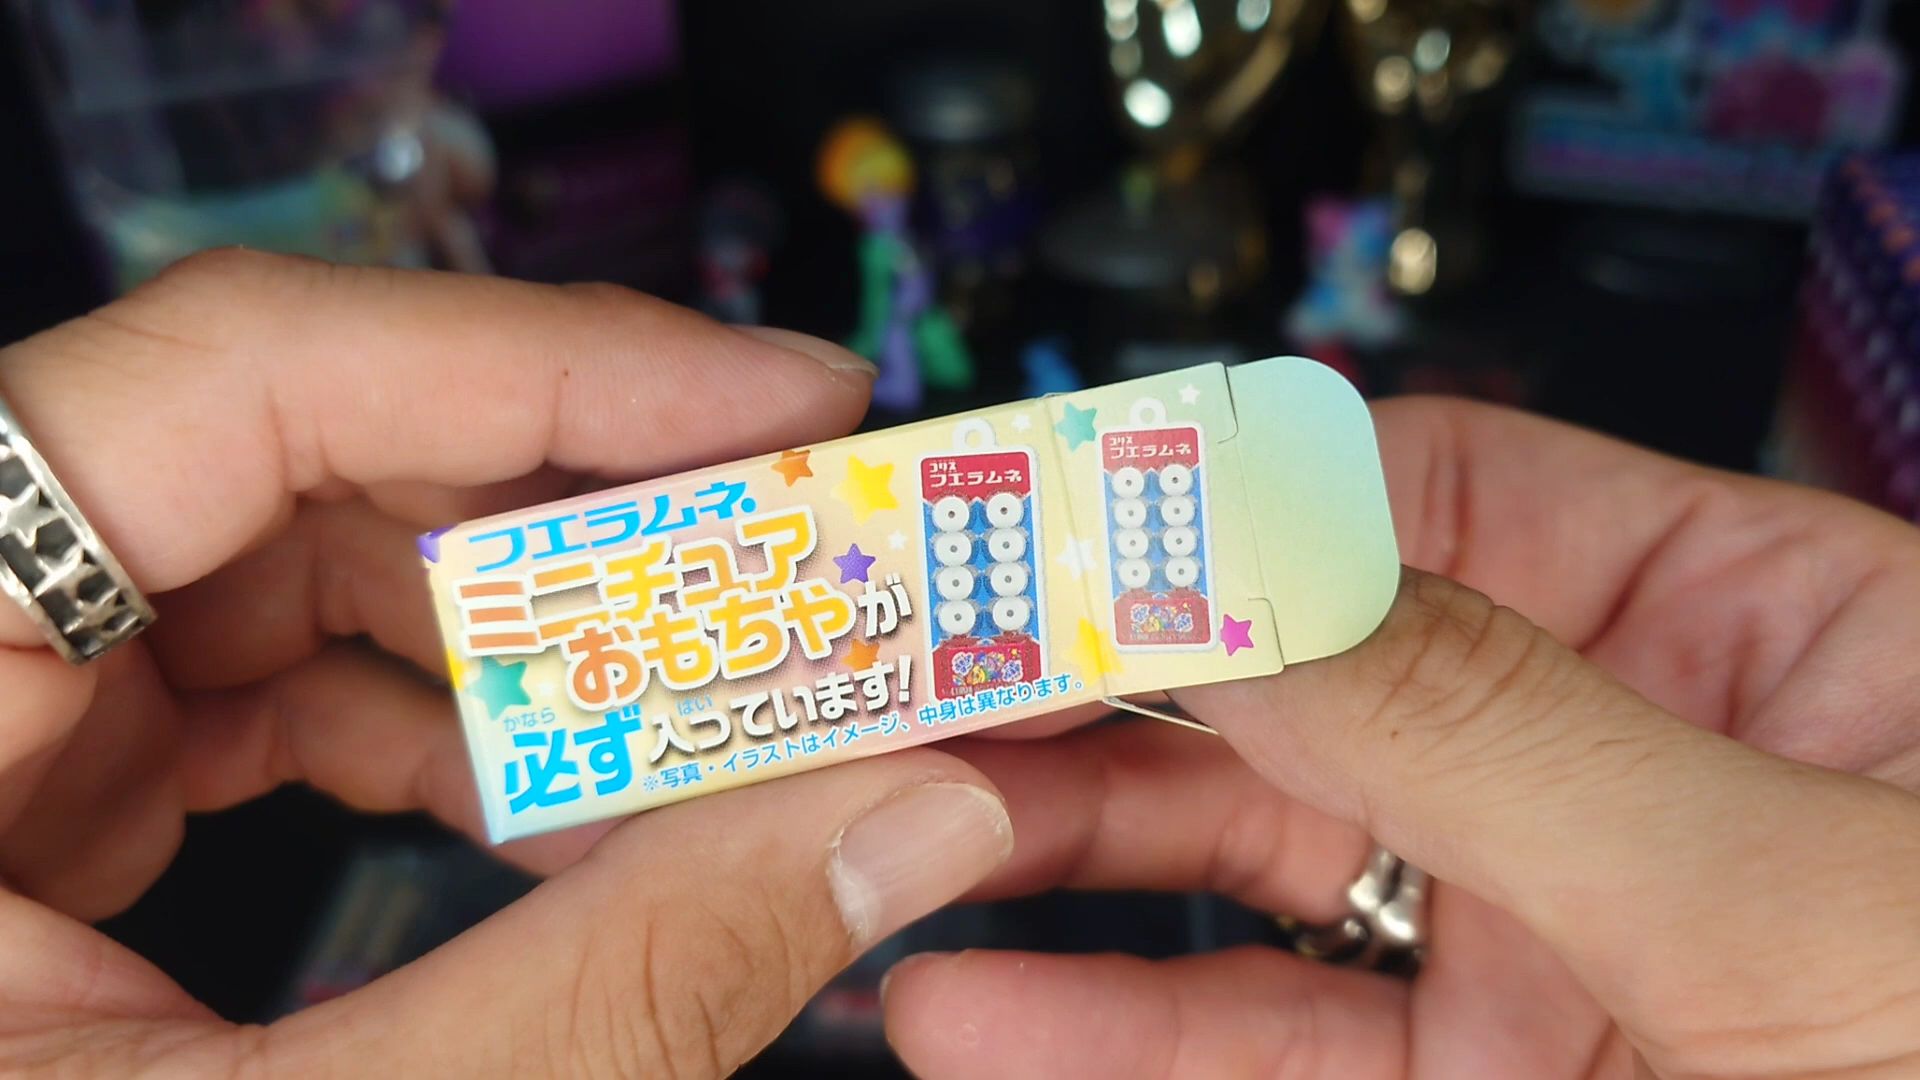 フエラムネ
ミニチュア
おもちゃが
かなら はい
必ず入っています!
※写真・イラストはイメージ、中身は異なります。
コリス
フエラムネ
コリス
フエラムネ